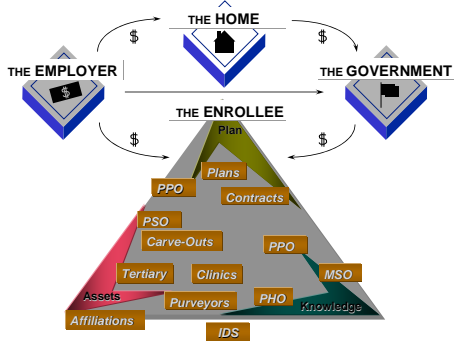 THE HOME
$ $
THE EMPLOYER
THE GOVERNMENT
$
THE ENROLLEE
$ $
Plan
Plans
PPO
Contracts
PSO
Carve-Outs
PPO
Tertiary
Clinics
MSO
Assets
Purveyors
PHO
Knowledge
Affiliations
IDS